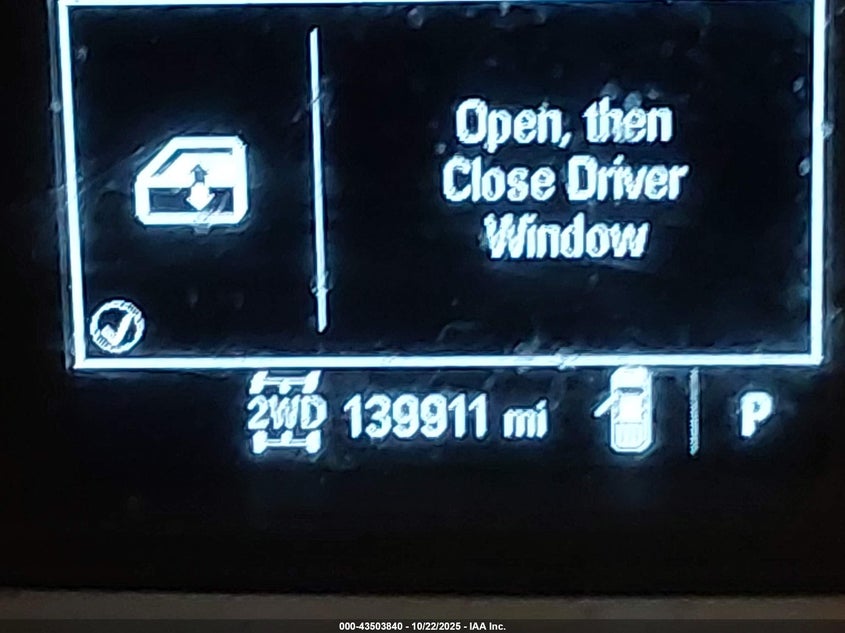 Open, then
Close Driver
Window
2WD 139911 mi P
000-43503840 - 10/22/2025 - IAA Inc.